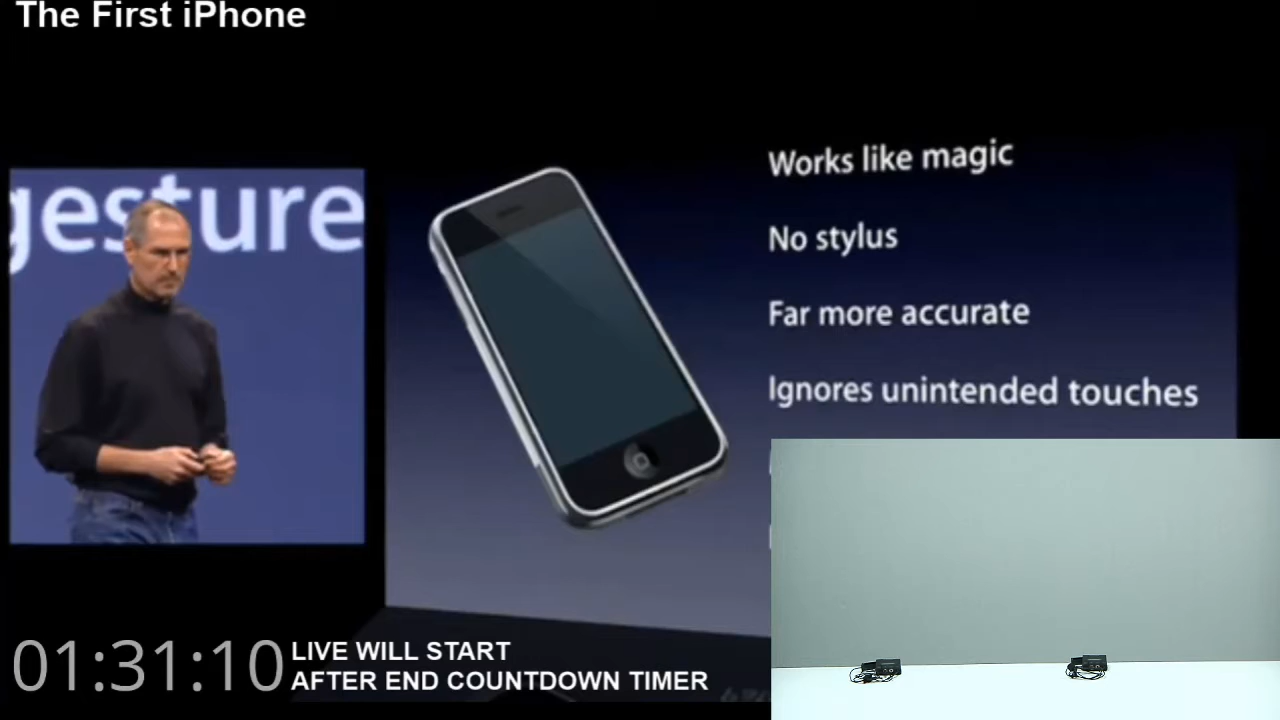 The First iPhone
gesture
Works like magic
No stylus
Far more accurate
Ignores unintended touches
01:31:10
LIVE WILL START
AFTER END COUNTDOWN TIMER